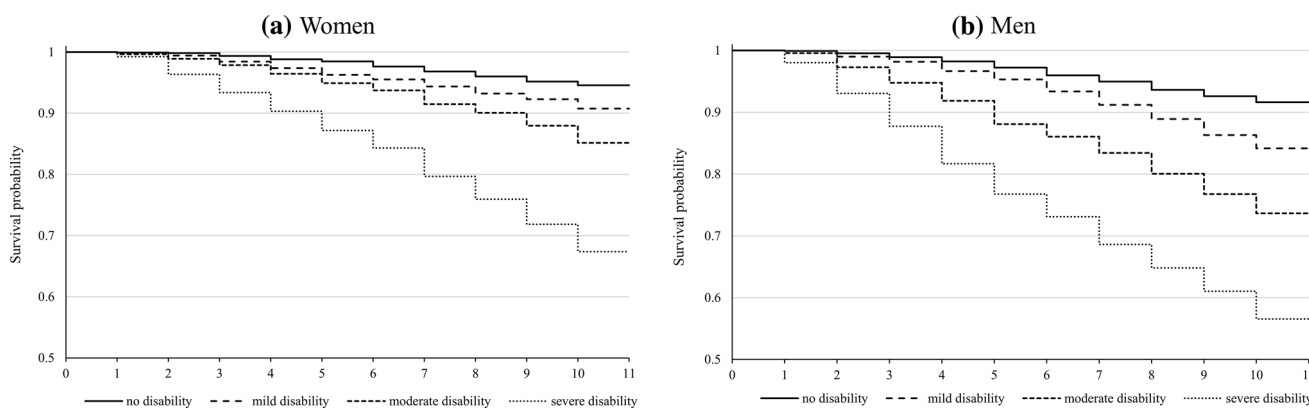 (a) Women
Survival probability
1
0.9
0.8
0.7
0.6
0.5
0 1 2 3 4 5 6 7 8 9 10 11
no disability mild disability moderate disability severe disability
(b) Men
Survival probability
1
0.9
0.8
0.7
0.6
0.5
0 1 2 3 4 5 6 7 8 9 10 11
no disability mild disability moderate disability severe disability